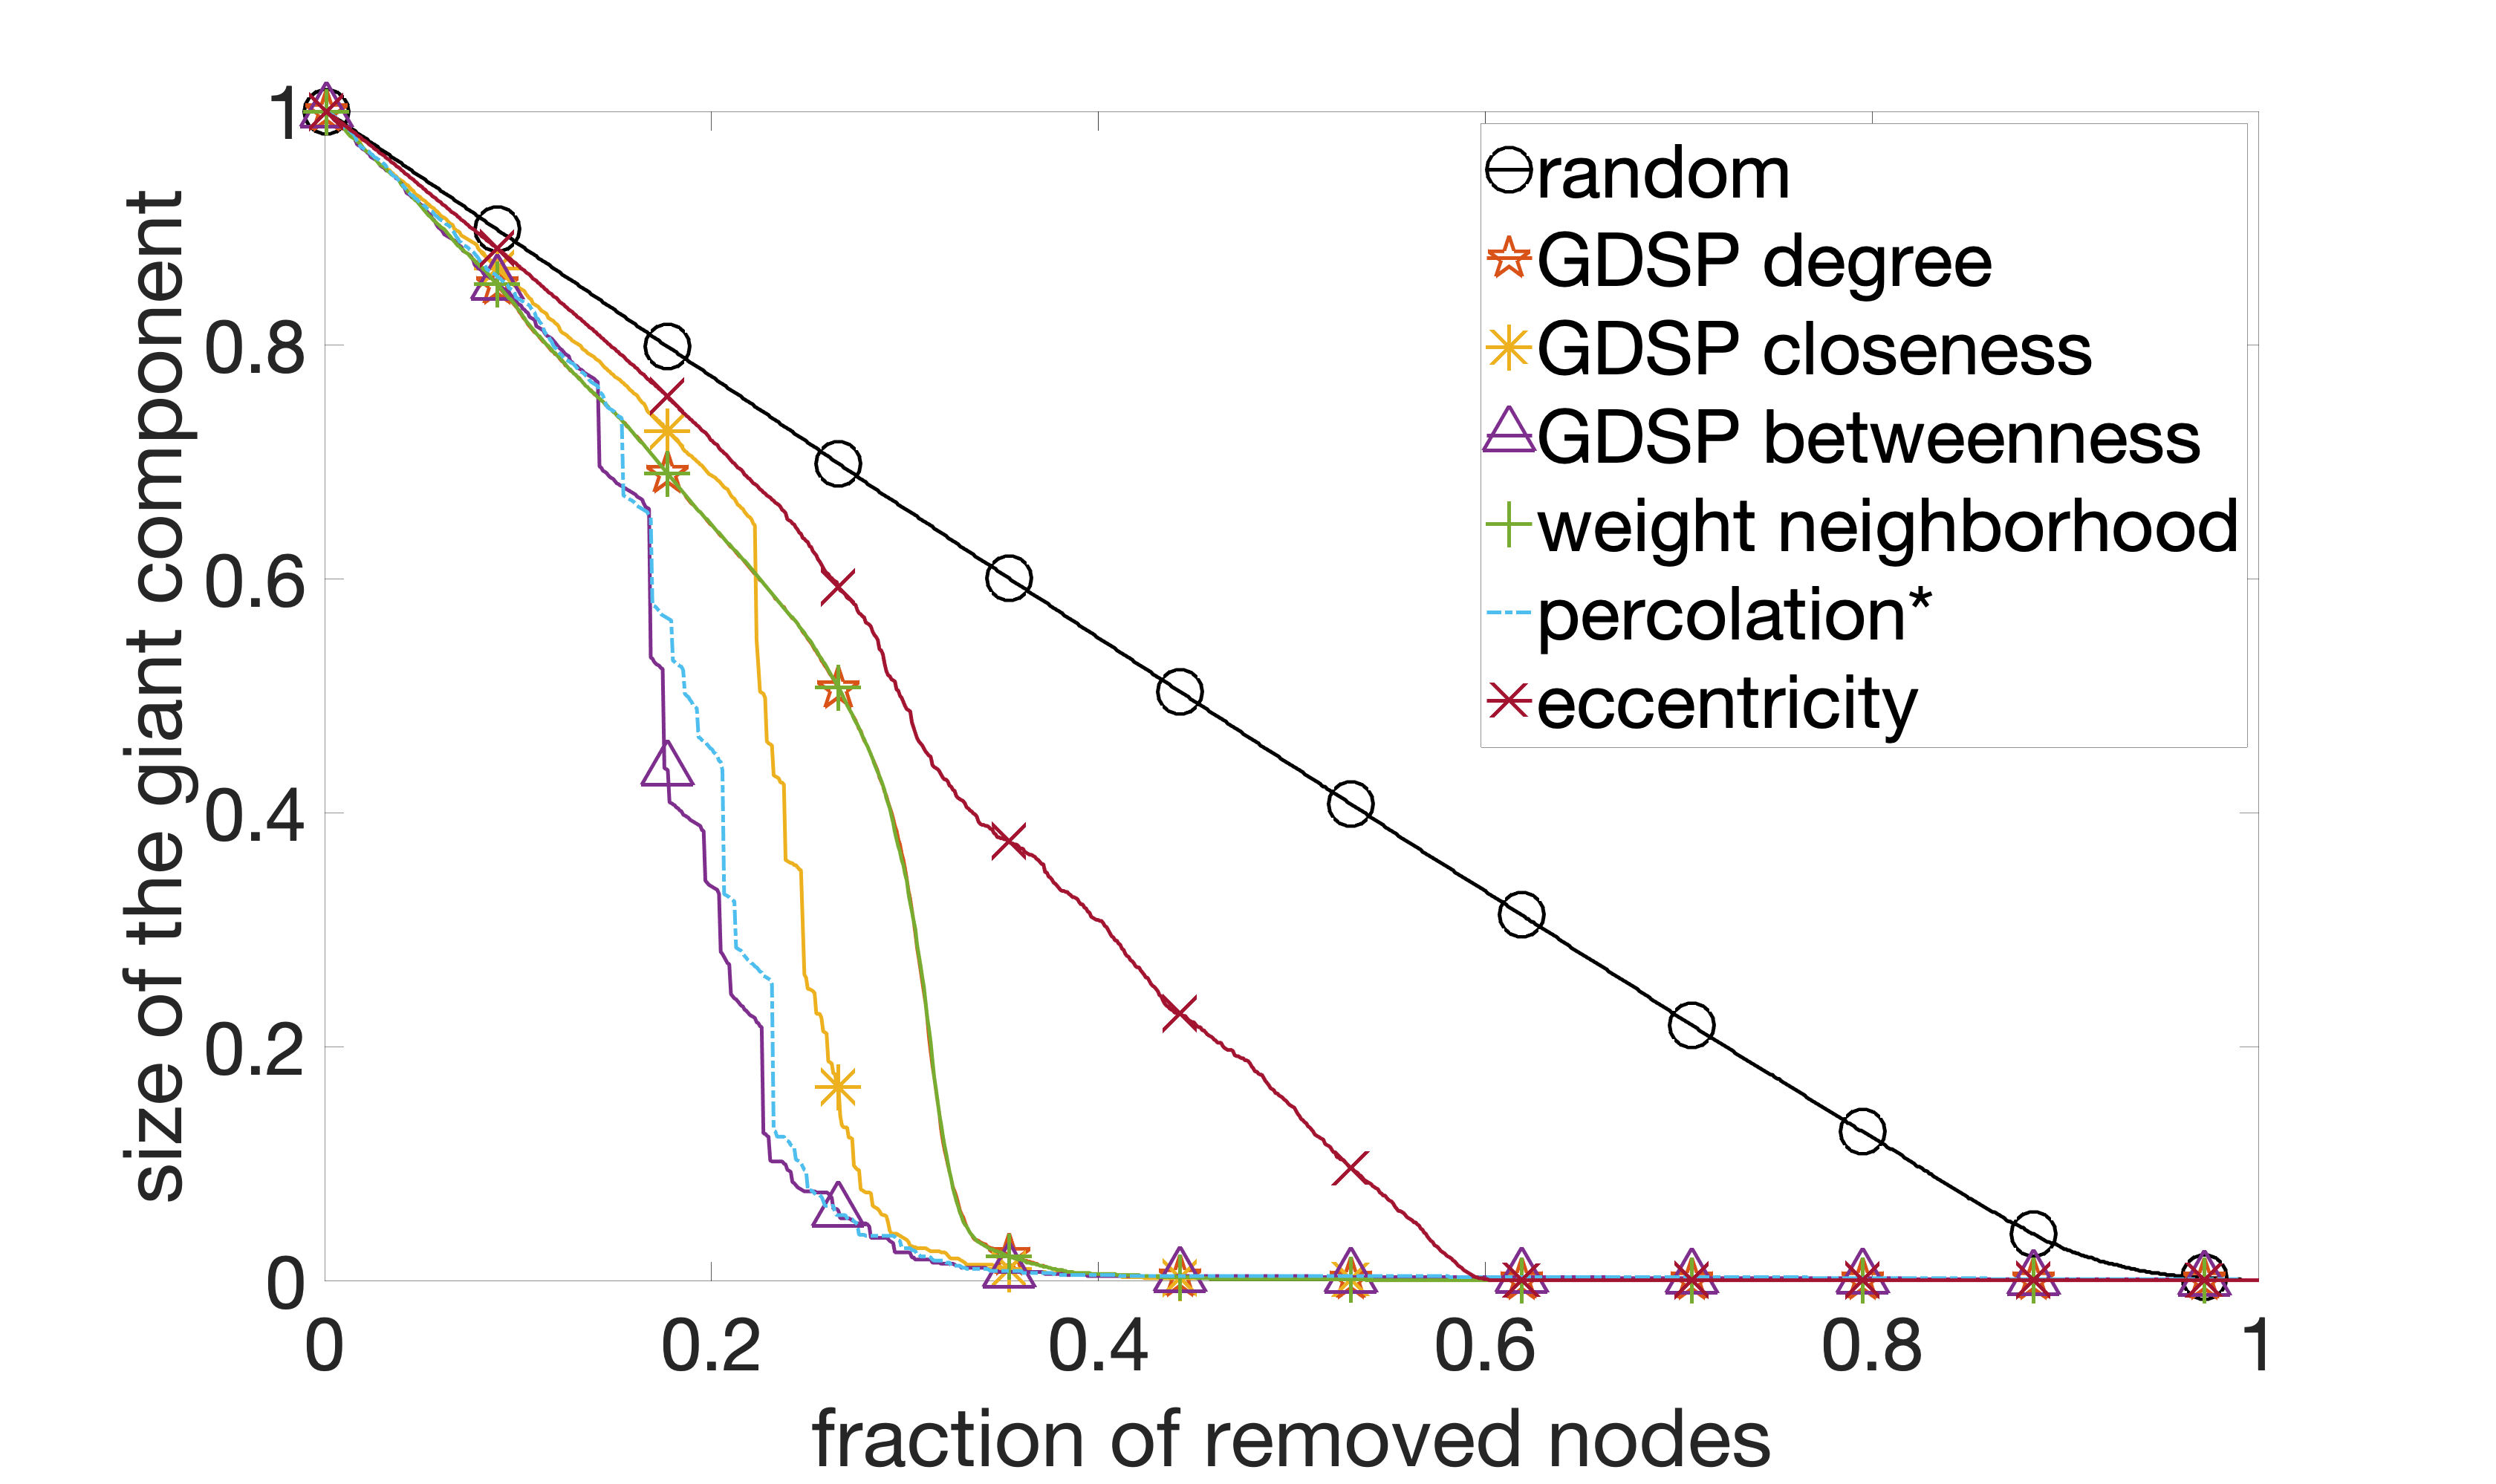 size of the giant component
1
0.8
0.6
0.4
0.2
0
random
GDSP degree
GDSP closeness
GDSP betweenness
weight neighborhood
percolation*
eccentricity
0 0.2 0.4 0.6 0.8 1
fraction of removed nodes